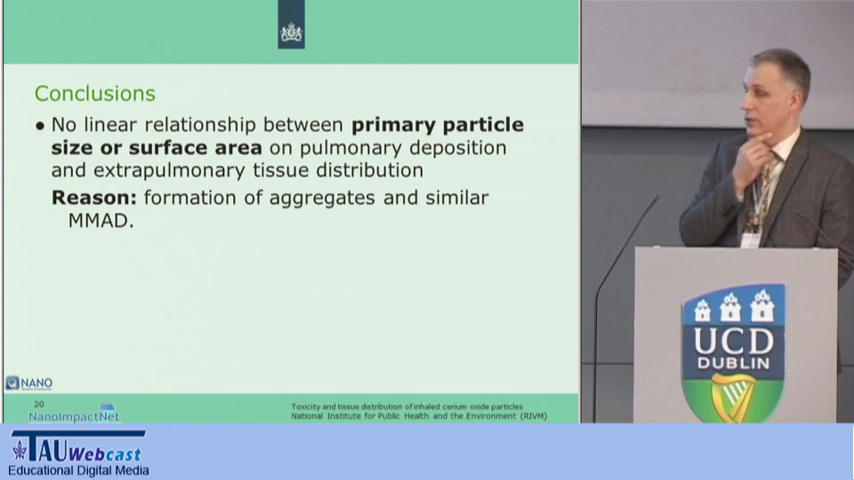 Conclusions
● No linear relationship between primary particle
size or surface area on pulmonary deposition
and extrapulmonary tissue distribution
Reason: formation of aggregates and similar
MMAD.
NANO
20
NanoImpactNet
Toxicity and tissue distribution of inhaled cerium oxide particles
National Institute for Public Health and the Environment (RIVM)
UCD
DUBLIN
TAU Webcast
Educational Digital Media